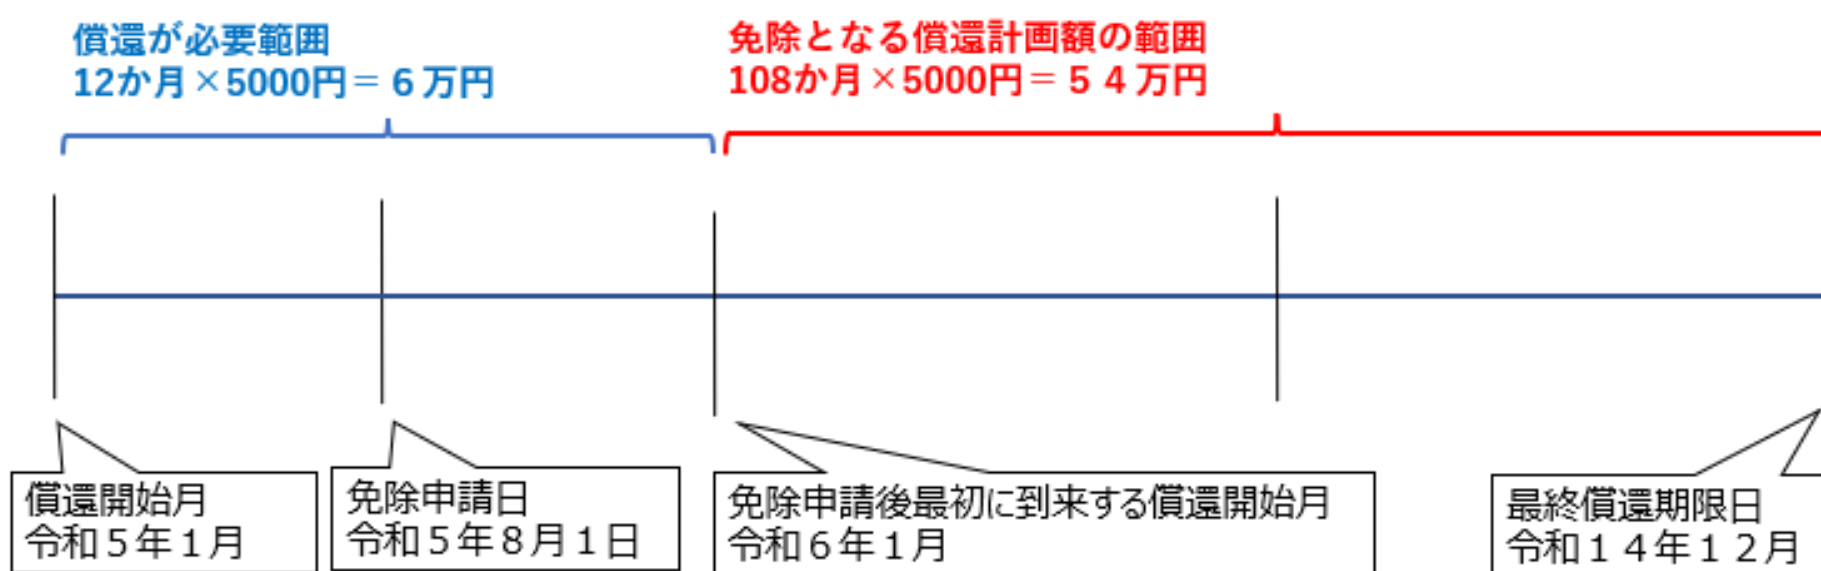 償還が必要範囲
12か月×5000円＝６万円
免除となる償還計画額の範囲
108か月×5000円＝５４万円
償還開始月
令和５年１月
免除申請日
令和５年８月１日
免除申請後最初に到来する償還開始月
令和６年１月
最終償還期限日
令和１４年１２月